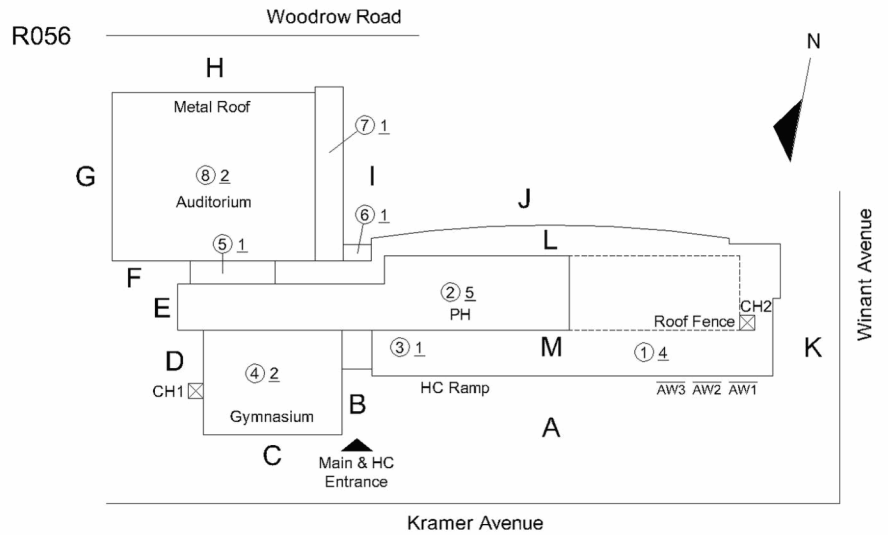 Woodrow Road
R056
N
H
Metal Roof
7 1
G
8 2
I
Auditorium
J
6 1
5 1
L
F
E
2 5
PH
CH2
Roof Fence
Winant Avenue
K
D
3 1
M
1 4
4 2
CH1
HC Ramp
AW3 AW2 AW1
Gymnasium
B
A
C
Main & HC
Entrance
Kramer Avenue